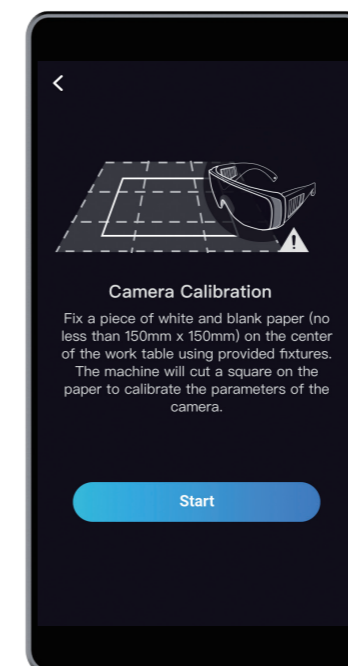 Camera Calibration
Fix a piece of white and blank paper (no
less than 150mm x 150mm) on the center
of the work table using provided fixtures.
The machine will cut a square on the
paper to calibrate the parameters of the
camera.
Start